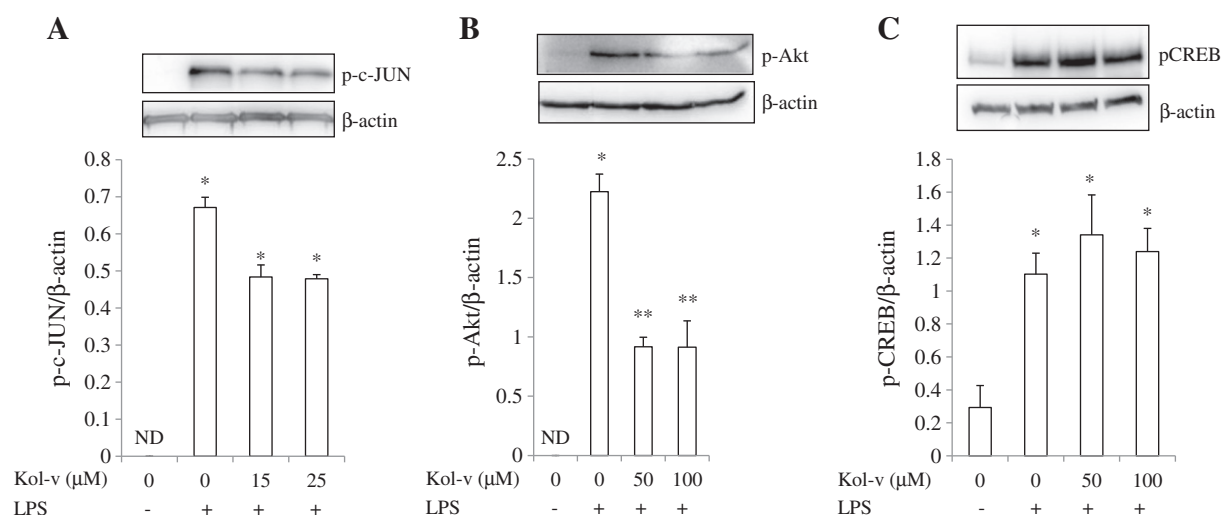 A
p-c-JUN
β-actin
p-c-JUN/β-actin
0.8
0.7
0.6
0.5
0.4
0.3
0.2
0.1
0
ND
*
*
*
Kol-v (μM) 0 0 15 25
LPS - + + +
B
p-Akt
β-actin
p-Akt/β-actin
2.5
2
1.5
1
0.5
0
ND
*
**
**
Kol-v (μM) 0 0 50 100
LPS - + + +
C
pCREB
β-actin
p-CREB/β-actin
1.8
1.6
1.4
1.2
1
0.8
0.6
0.4
0.2
0
*
*
*
Kol-v (μM) 0 0 50 100
LPS - + + +